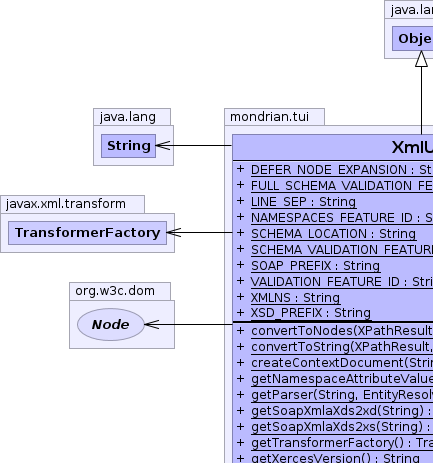 java.la
Obje
java.lang
String
mondrian.tui
XmlU
+ DEFER_NODE_EXPANSION : St
+ FULL_SCHEMA_VALIDATION_FE
+ LINE_SEP : String
+ NAMESPACES_FEATURE_ID : S
+ SCHEMA_LOCATION : String
+ SCHEMA_VALIDATION_FEATURE
+ SOAP_PREFIX : String
+ VALIDATION_FEATURE_ID : Stri
+ XMLNS : String
+ XSD_PREFIX : String
javax.xml.transform
TransformerFactory
org.w3c.dom
Node
+ convertToNodes(XPathResult
+ convertToString(XPathResult,
+ createContextDocument(Strin
+ getNamespaceAttributeValue
+ getParser(String, EntityResolv
+ getSoapXmlaXds2xd(String) :
+ getSoapXmlaXds2xs(String) :
+ getTransformerFactory() : Tra
+ getXercesVersion() : String